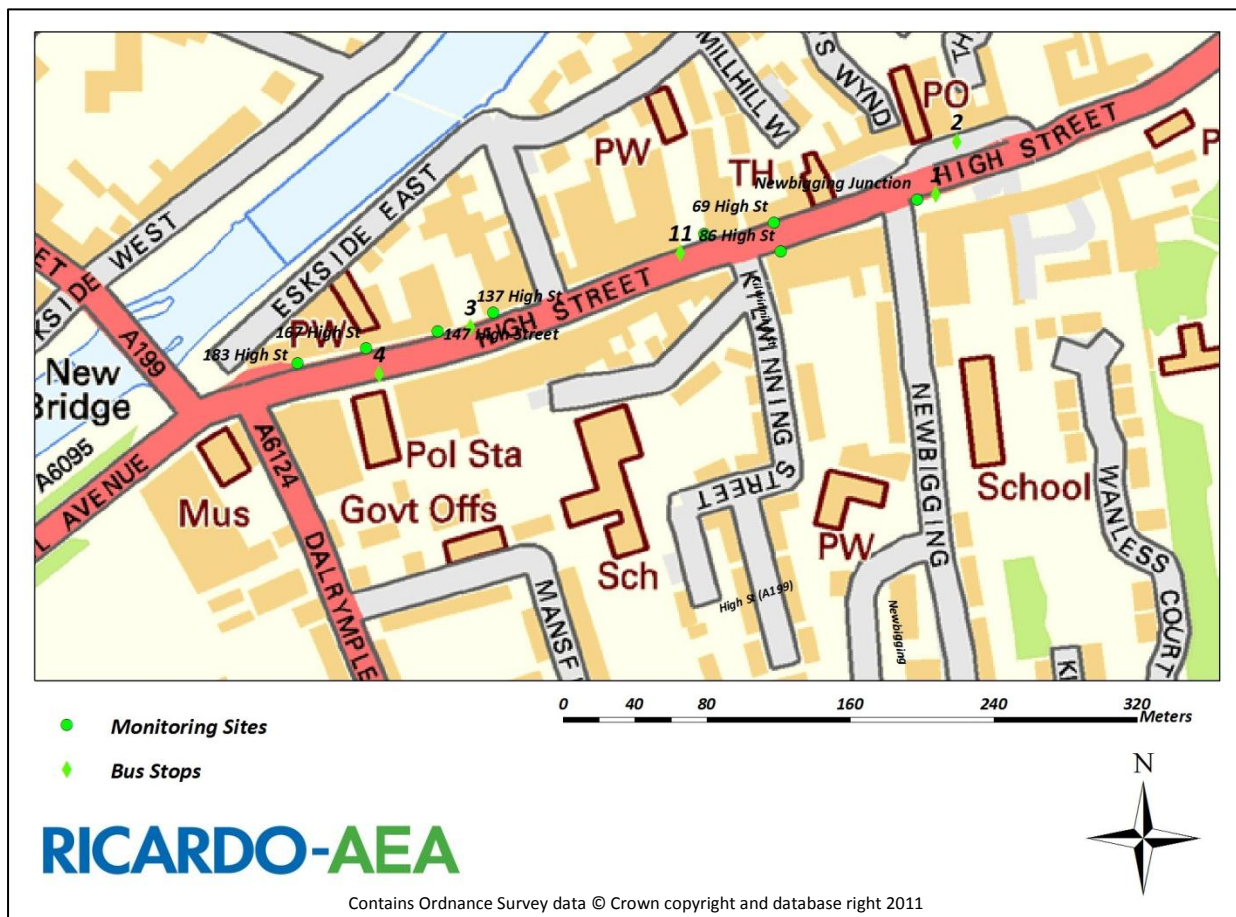 MILLHILL W
'S WYND
TH
PO
2
PW
HIGH STREET
1
P
TH
Newbigging Junction
ESKSIDE WEST
ESKSIDE EAST
69 High St
11
86 High St
HIGH STREET
137 High St
3
PW
167 High St
147 High Street
183 High St
4
ET
A199
New
Bridge
A6095
L AVENUE
Mus
A6124
DALRYMPLE
Pol Sta
Govt Offs
MANSF
Sch
KILWINNING STREET
High St (A199)
PW
NEWBIGGING
Newbigging
School
WANLESS COURT
KI
0 40 80 160 240 320
Meters
Monitoring Sites
Bus Stops
N
RICARDO-AEA
Contains Ordnance Survey data © Crown copyright and database right 2011